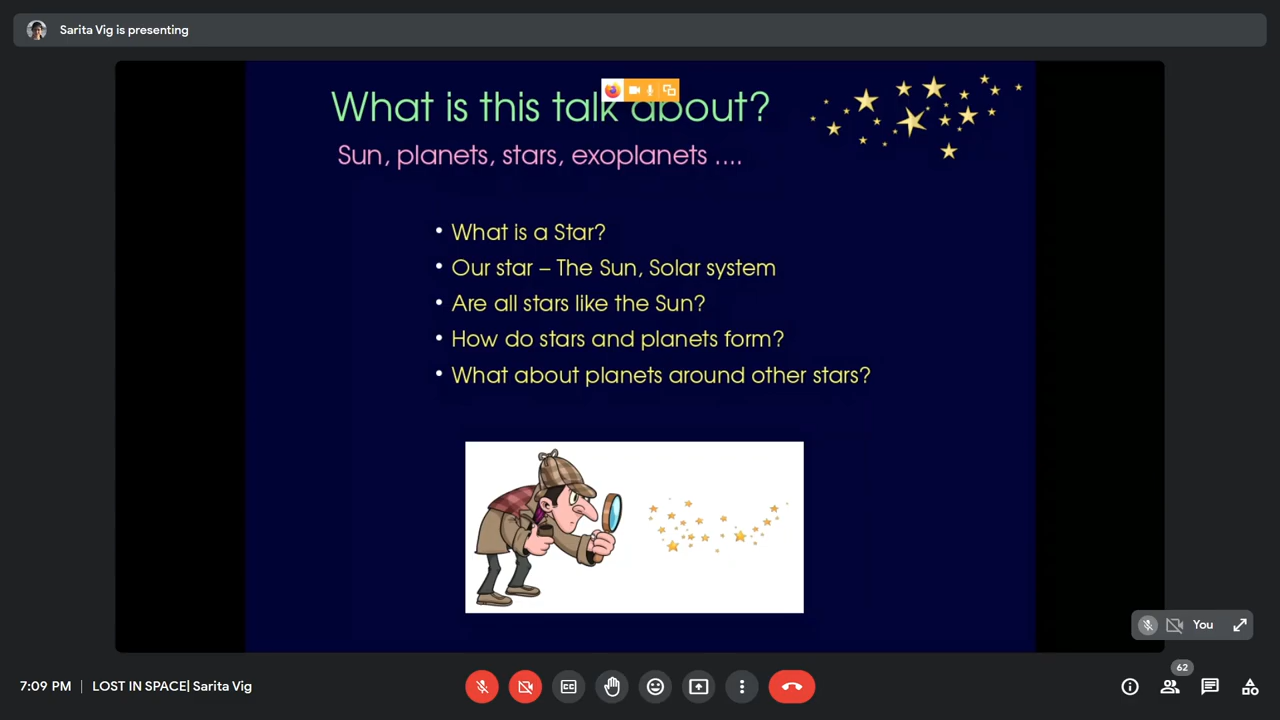 Sarita Vig is presenting
What is this talk about?
Sun, planets, stars, exoplanets ....
• What is a Star?
• Our star – The Sun, Solar system
• Are all stars like the Sun?
• How do stars and planets form?
• What about planets around other stars?
You
62
7:09 PM | LOST IN SPACE| Sarita Vig